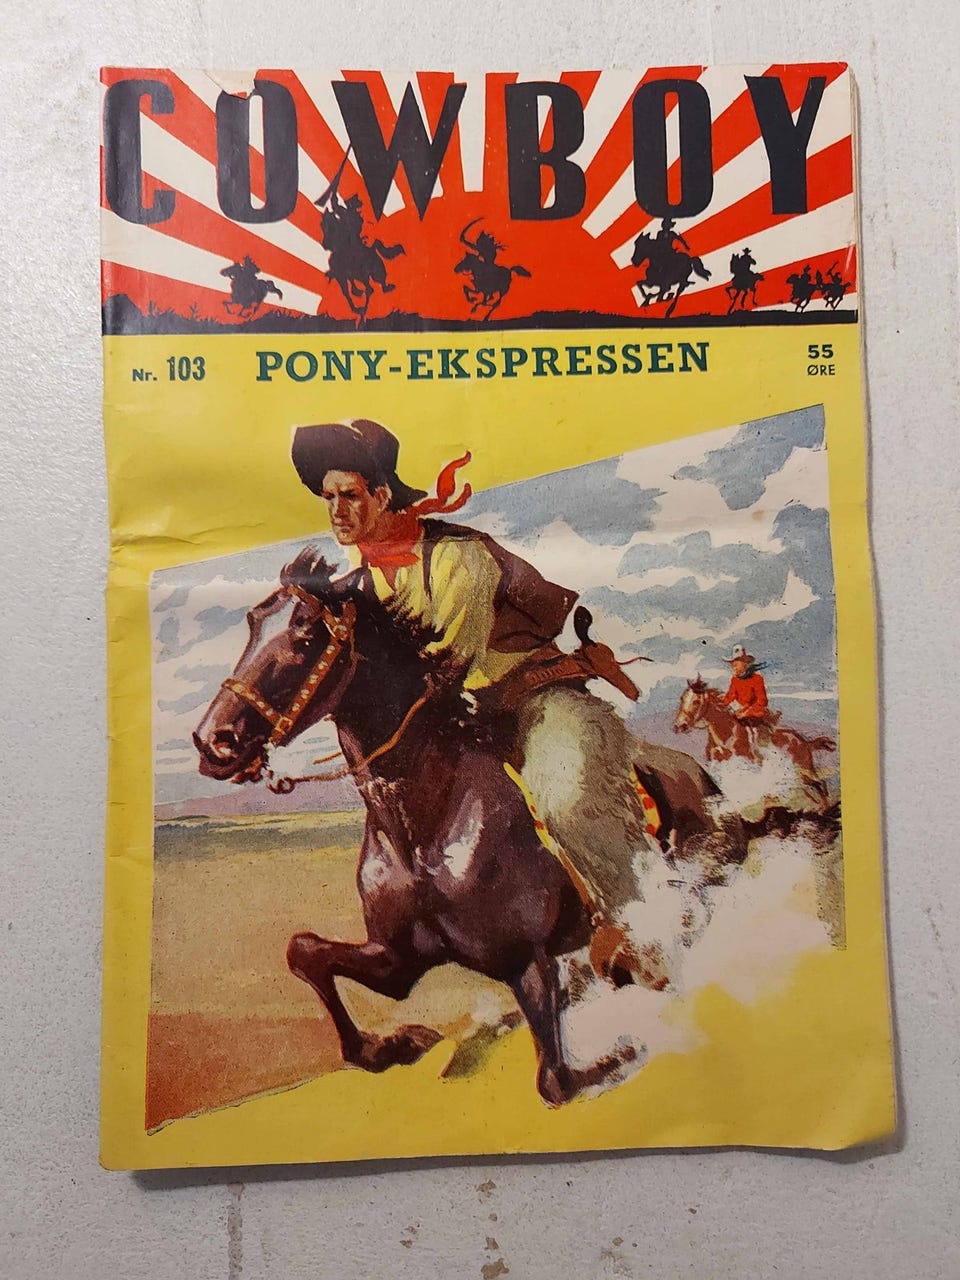 COWBOY
Nr. 103 PONY-EKSPRESSEN 55 ØRE